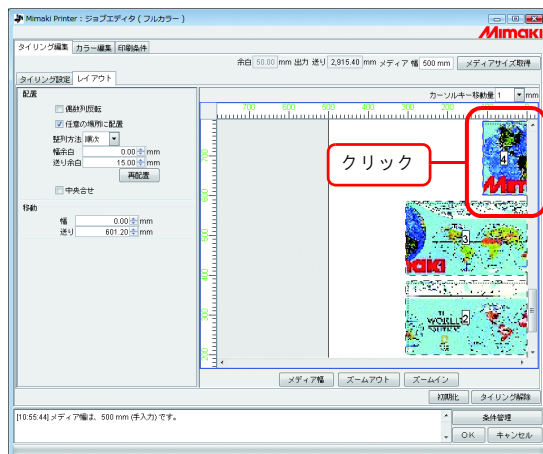 Mimaki Printer : ジョブエディタ ( フルカラー )
Mimaki
タイリング編集 カラー編集 印刷条件
余白 50.00 mm 出力 送り 2,915.40 mm メディア 幅 500 mm メディアサイズ取得
タイリング設定 レイアウト
配置
カーソルキー移動量 1 mm
偶数列反転
任意の場所に配置
整列方法 順次
幅余白 0.00 mm
送り余白 15.00 mm
再配置
中央合せ
移動
幅 0.00 mm
送り 601.20 mm
700 600 500 400 300 200
700
600
500
400
300
200
クリック
4
3
2
メディア幅 ズームアウト ズームイン
初期化 タイリング解除
[10:55:44] メディア幅は、500 mm (手入力) です。
条件管理
OK キャンセル